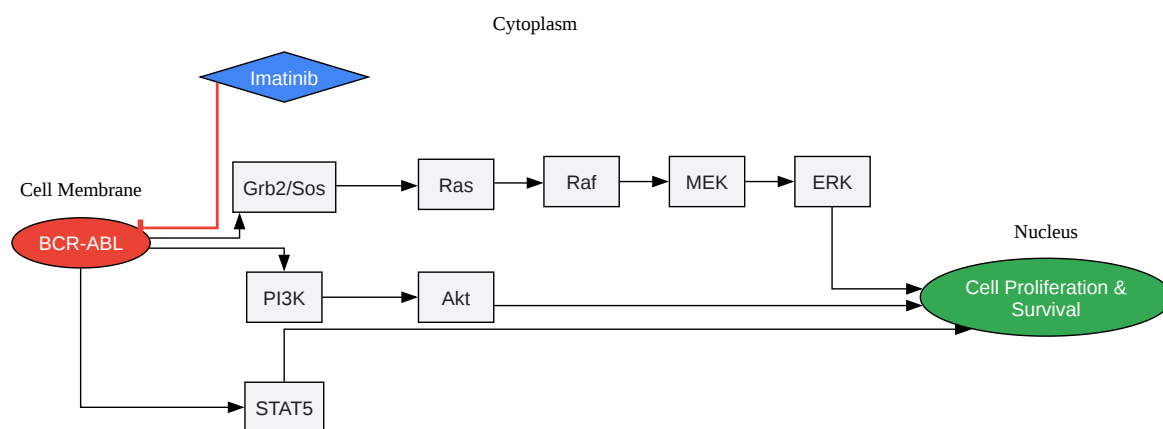 Cytoplasm
Imatinib
Grb2/Sos
Ras
Raf
MEK
ERK
Cell Membrane
BCR-ABL
Nucleus
PI3K
Akt
Cell Proliferation &
Survival
STAT5